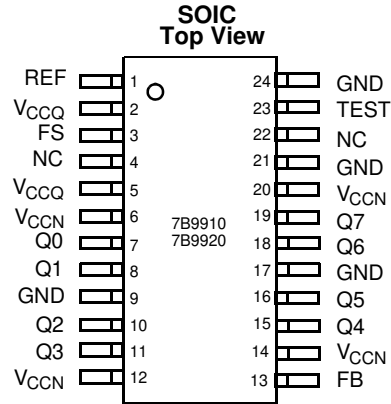 SOIC
Top View
REF 1 24 GND
VCCQ 2 23 TEST
FS 3 22 NC
NC 4 21 GND
VCCQ 5 20 VCCN
VCCN 6 19 Q7
7B9910
Q0 7 18 Q6
7B9920
Q1 8 17 GND
GND 9 16 Q5
Q2 10 15 Q4
Q3 11 14 VCCN
VCCN 12 13 FB